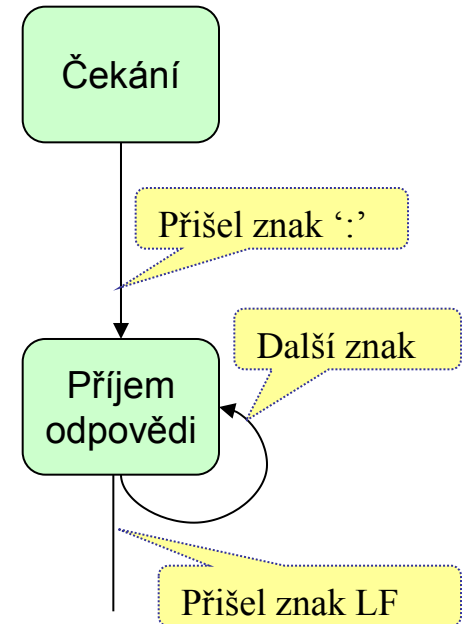 Čekání
Přišel znak ‘:’
Další znak
Příjem
odpovědi
Přišel znak LF